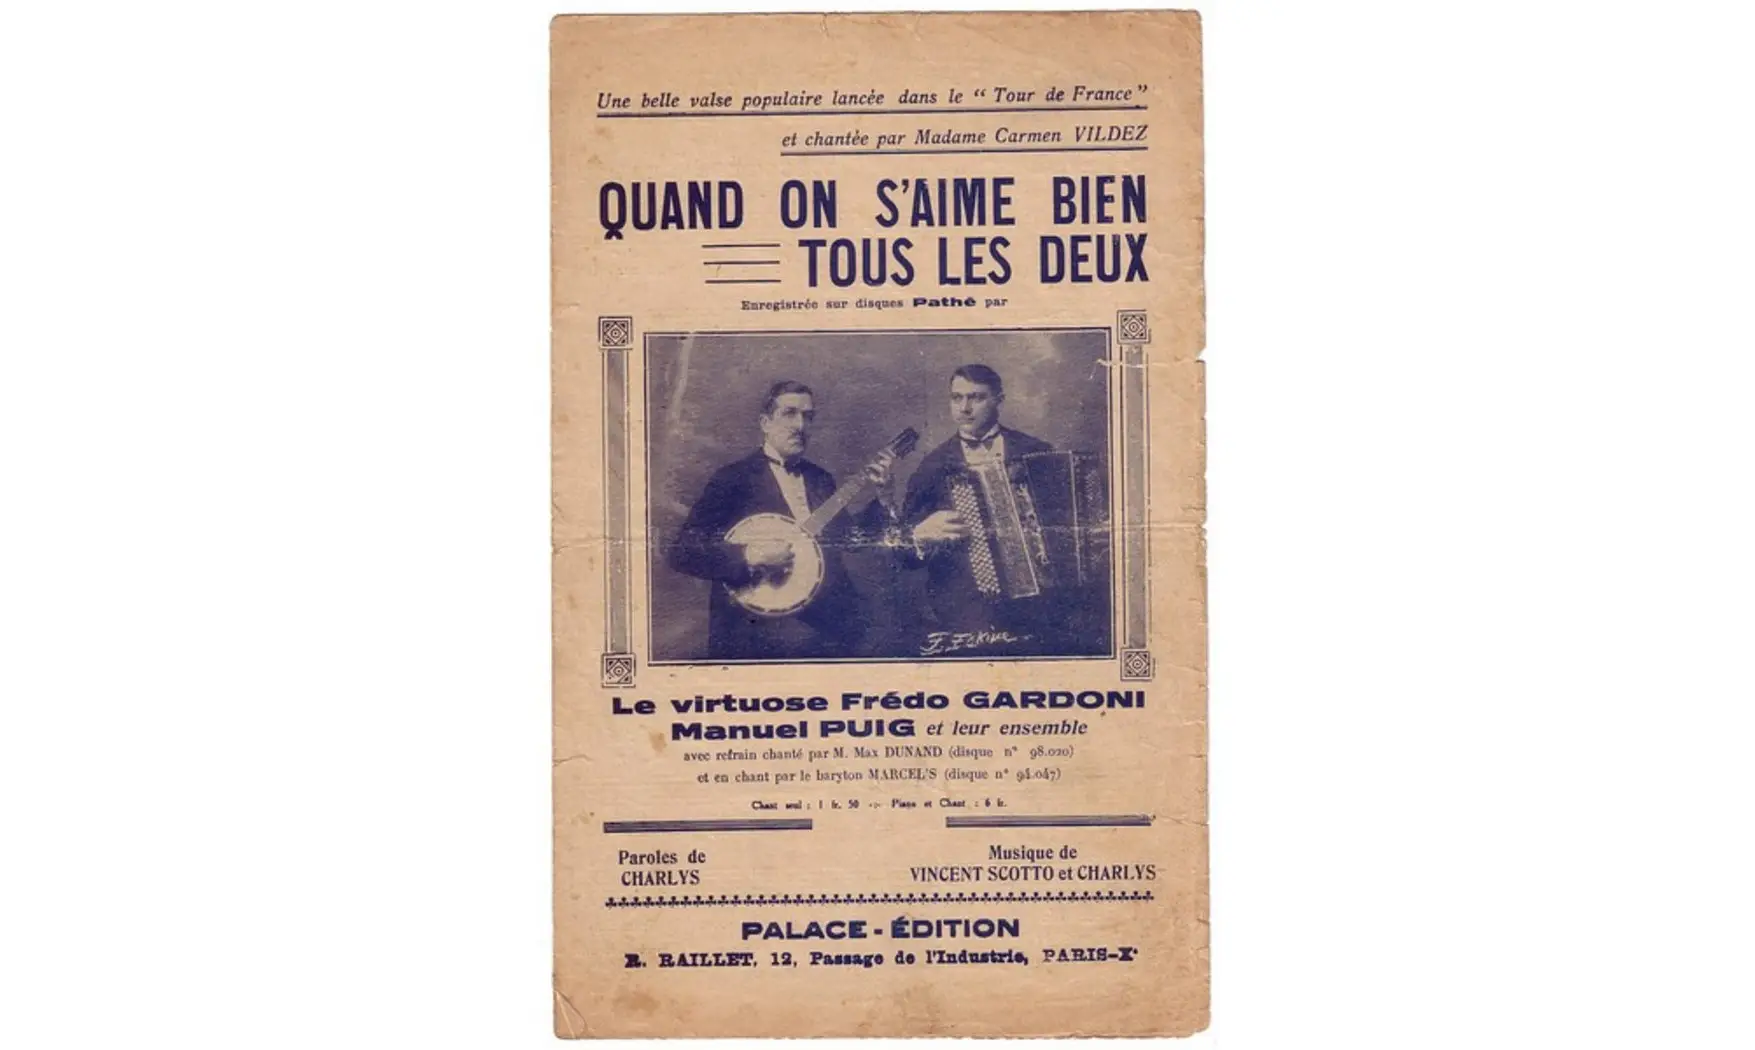 Une belle valse populaire lancée dans le “ Tour de France ”
et chantée par Madame Carmen VILDEZ
QUAND ON S'AIME BIEN
TOUS LES DEUX
Enregistrée sur disques Pathé par
Le virtuose Frédo GARDONI
Manuel PUIG et leur ensemble
avec refrain chanté par M. Max DUNAND (disque n° 98.020)
et en chant par le baryton MARCEL'S (disque n° 94.047)
Chant seul : 1 fr. 50 -:- Piano et Chant : 6 fr.
Paroles de
CHARLYS
Musique de
VINCENT SCOTTO et CHARLYS
PALACE - ÉDITION
R. RAILLET, 12, Passage de l'Industrie, PARIS-Xᵉ